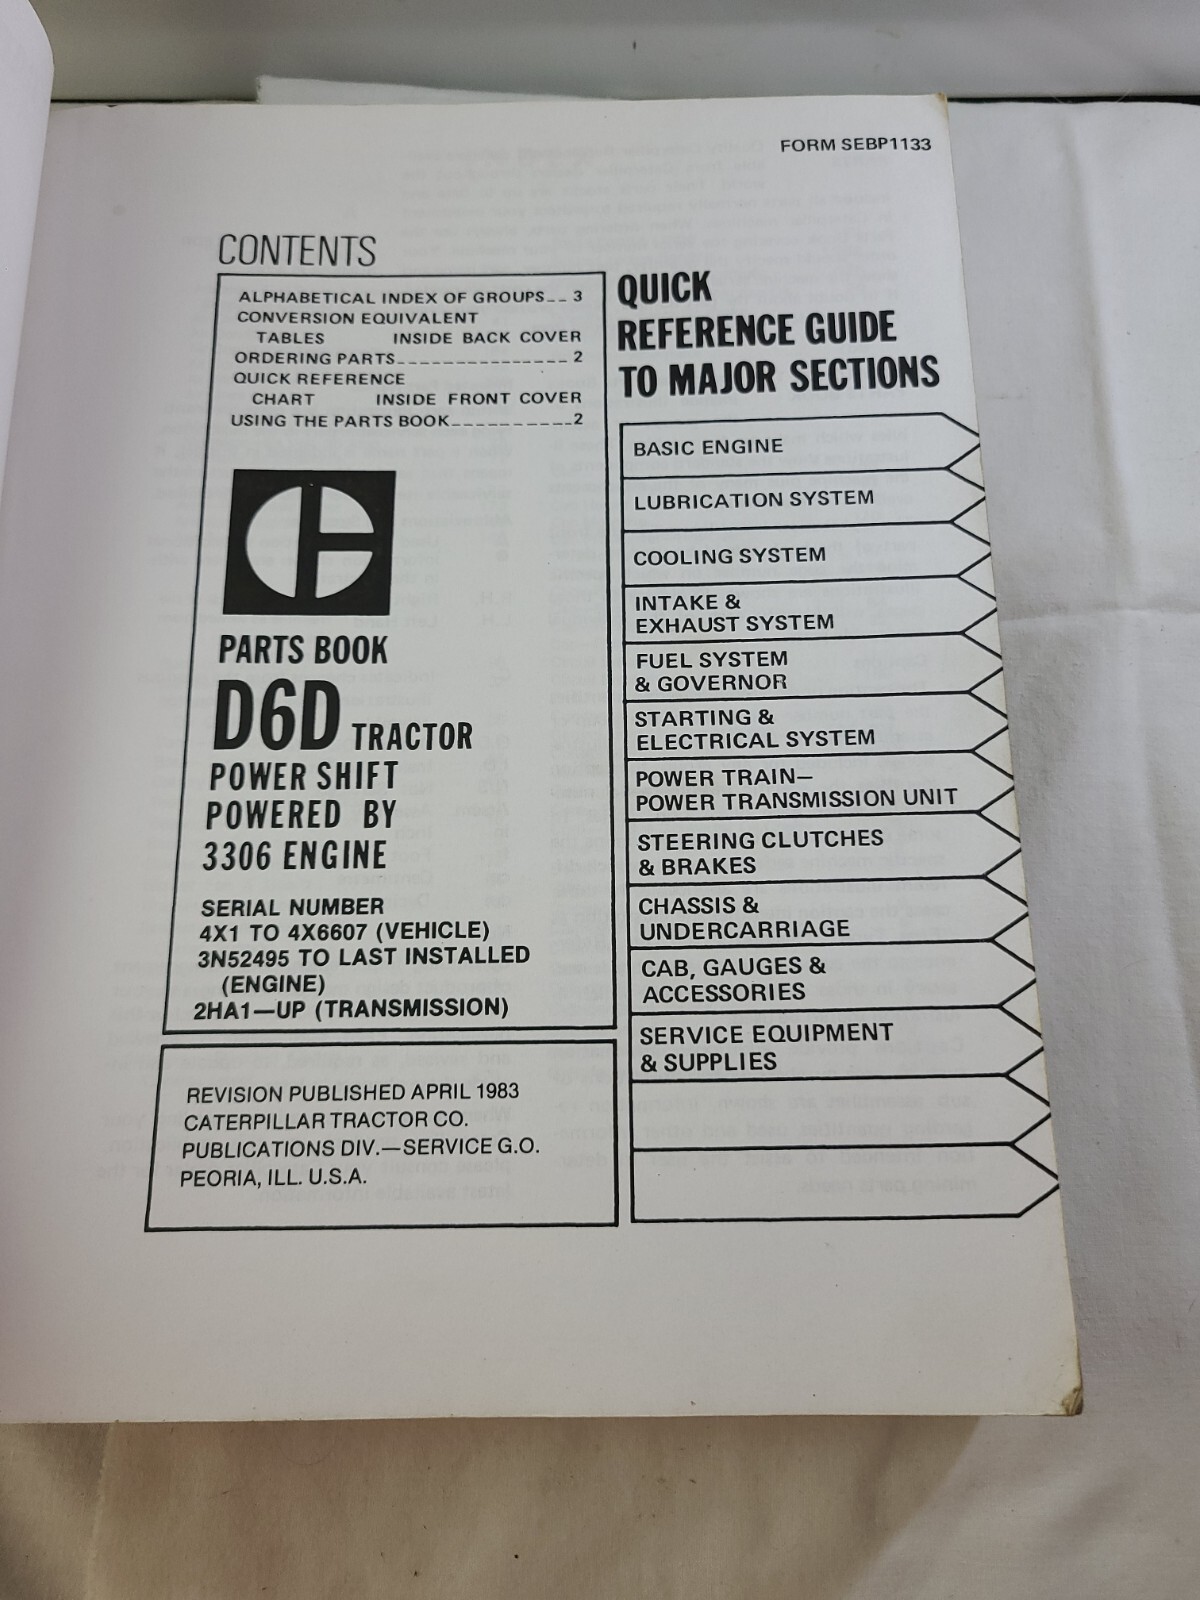 FORM SEBP1133
CONTENTS
ALPHABETICAL INDEX OF GROUPS__ 3
CONVERSION EQUIVALENT
TABLES INSIDE BACK COVER
ORDERING PARTS_______________ 2
QUICK REFERENCE
CHART INSIDE FRONT COVER
USING THE PARTS BOOK__________2
PARTS BOOK
D6D TRACTOR
POWER SHIFT
POWERED BY
3306 ENGINE
SERIAL NUMBER
4X1 TO 4X6607 (VEHICLE)
3N52495 TO LAST INSTALLED
(ENGINE)
2HA1—UP (TRANSMISSION)
REVISION PUBLISHED APRIL 1983
CATERPILLAR TRACTOR CO.
PUBLICATIONS DIV.—SERVICE G.O.
PEORIA, ILL. U.S.A.
QUICK
REFERENCE GUIDE
TO MAJOR SECTIONS
BASIC ENGINE
LUBRICATION SYSTEM
COOLING SYSTEM
INTAKE &
EXHAUST SYSTEM
FUEL SYSTEM
& GOVERNOR
STARTING &
ELECTRICAL SYSTEM
POWER TRAIN—
POWER TRANSMISSION UNIT
STEERING CLUTCHES
& BRAKES
CHASSIS &
UNDERCARRIAGE
CAB, GAUGES &
ACCESSORIES
SERVICE EQUIPMENT
& SUPPLIES